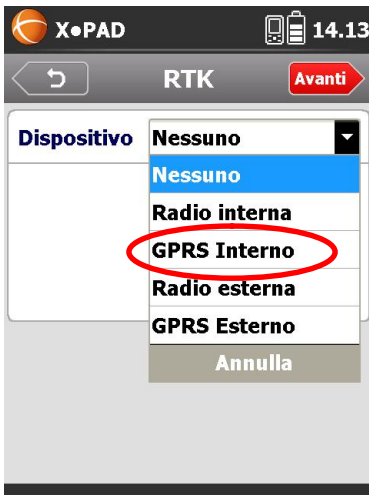 X•PAD 14.13
RTK Avanti
Dispositivo Nessuno
Nessuno
Radio interna
GPRS Interno
Radio esterna
GPRS Esterno
Annulla